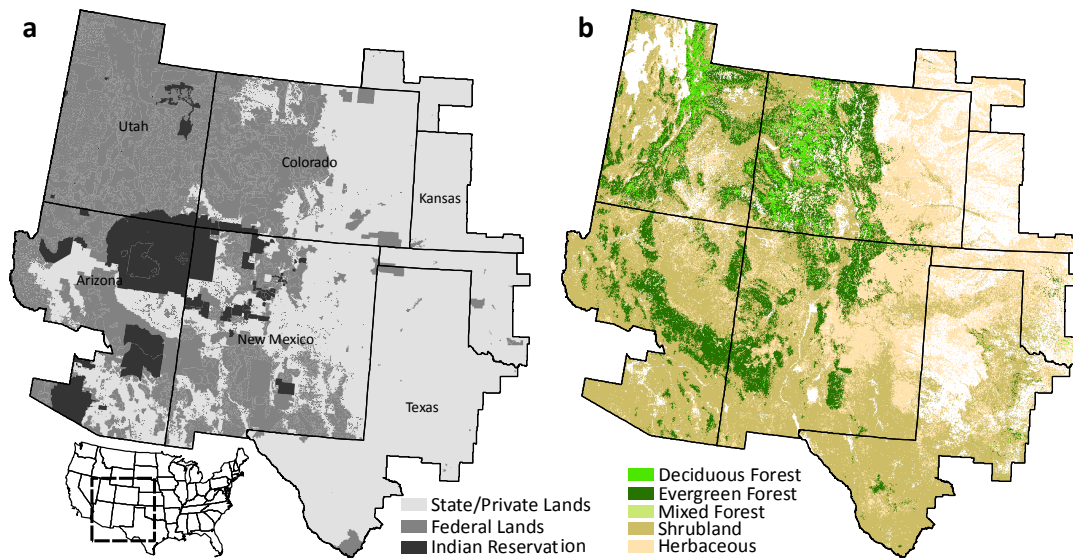 a
Utah
Colorado
Kansas
Arizona
New Mexico
Texas
State/Private Lands
Federal Lands
Indian Reservation
b
Deciduous Forest
Evergreen Forest
Mixed Forest
Shrubland
Herbaceous